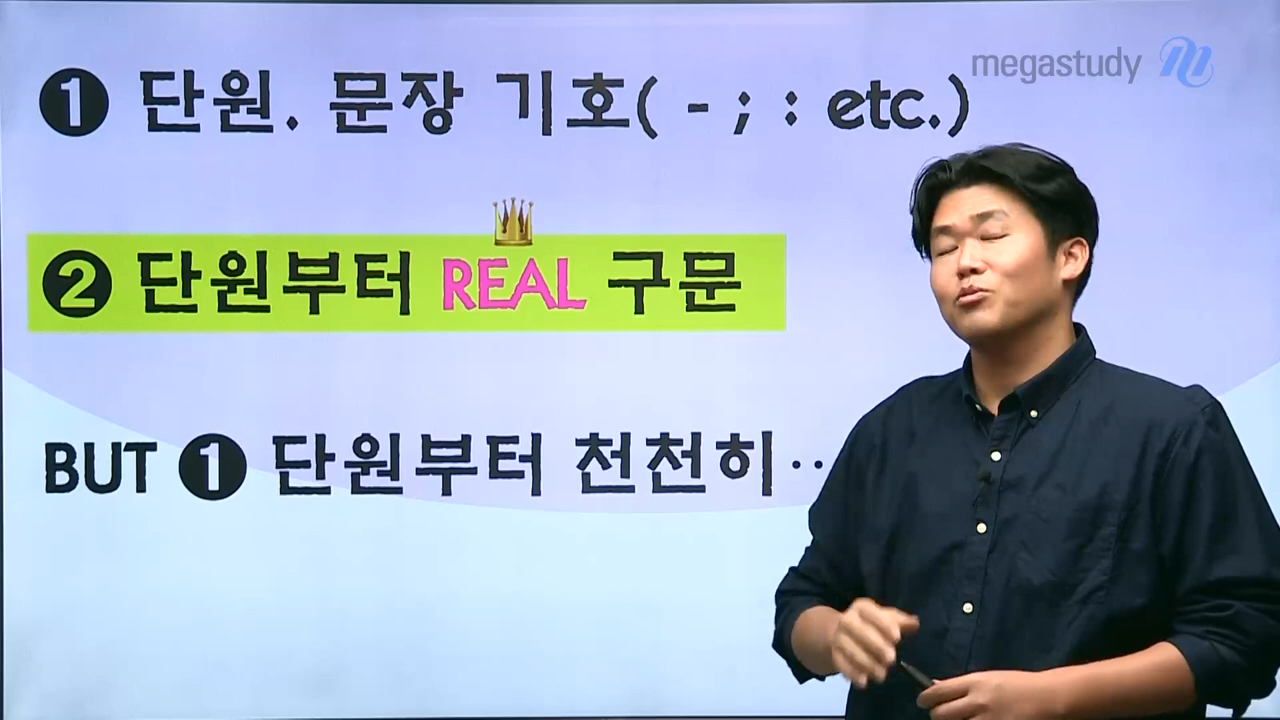 megastudy
❶ 단원. 문장 기호( - ; : etc.)
❷ 단원부터 REAL 구문
BUT ❶ 단원부터 천천히··